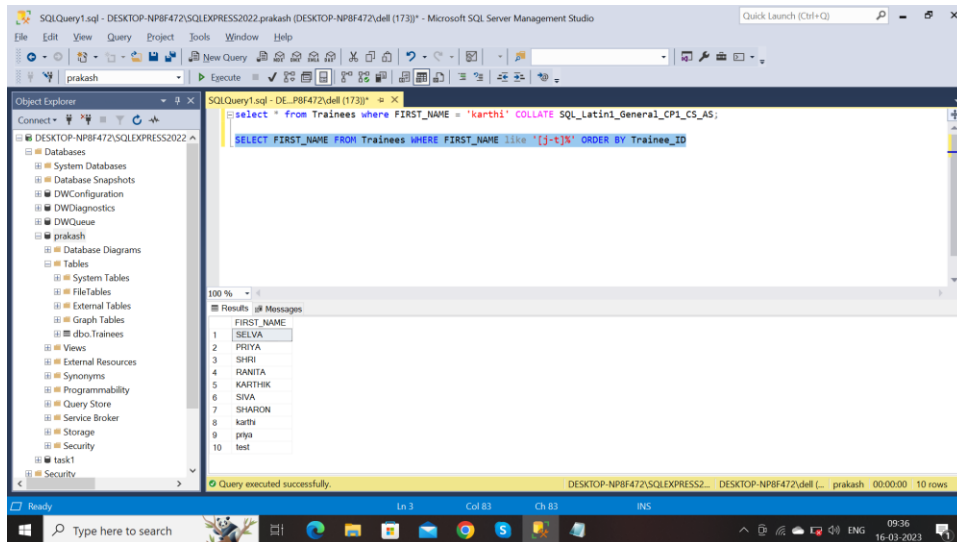 SQLQuery1.sql - DESKTOP-NP8F472\SQLEXPRESS2022.prakash (DESKTOP-NP8F472\dell (173))* - Microsoft SQL Server Management Studio
Quick Launch (Ctrl+Q)
File Edit View Query Project Tools Window Help
New Query
prakash
Execute
Object Explorer
Connect
DESKTOP-NP8F472\SQLEXPRESS2022
Databases
System Databases
Database Snapshots
DWConfiguration
DWDiagnostics
DWQueue
prakash
Database Diagrams
Tables
System Tables
FileTables
External Tables
Graph Tables
dbo.Trainees
Views
External Resources
Synonyms
Programmability
Query Store
Service Broker
Storage
Security
task1
Security
SQLQuery1.sql - DE...P8F472\dell (173))*
select * from Trainees where FIRST_NAME = 'karthi' COLLATE SQL_Latin1_General_CP1_CS_AS;
SELECT FIRST_NAME FROM Trainees WHERE FIRST_NAME like '[j-t]%' ORDER BY Trainee_ID
100 %
Results Messages
FIRST_NAME
1 SELVA
2 PRIYA
3 SHRI
4 RANITA
5 KARTHIK
6 SIVA
7 SHARON
8 karthi
9 priya
10 test
Query executed successfully. DESKTOP-NP8F472\SQLEXPRESS2... DESKTOP-NP8F472\dell (... prakash 00:00:00 10 rows
Ready Ln 3 Col 83 Ch 83 INS
Type here to search
ENG
09:36
16-03-2023